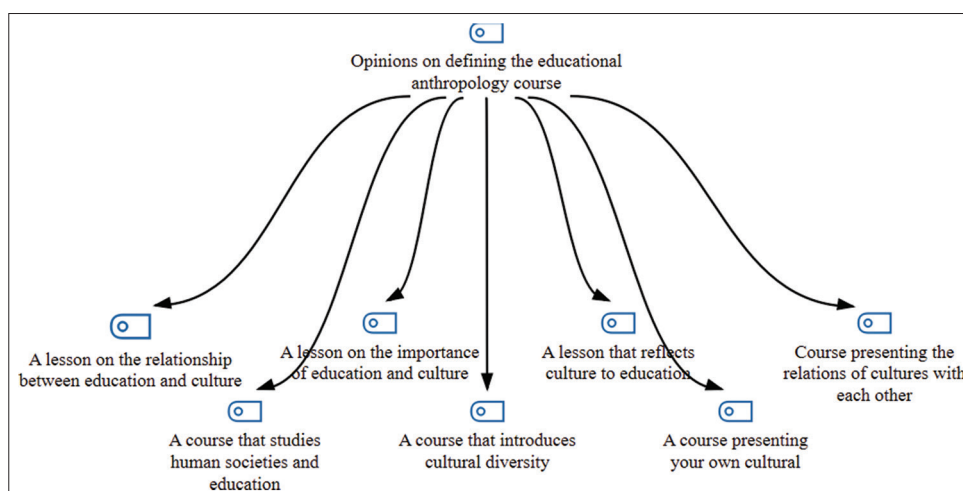 Opinions on defining the educational
anthropology course
A lesson on the relationship
between education and culture
A lesson on the importance
of education and culture
A lesson that reflects
culture to education
Course presenting the
relations of cultures with
each other
A course that studies
human societies and
education
A course that introduces
cultural diversity
A course presenting
your own cultural